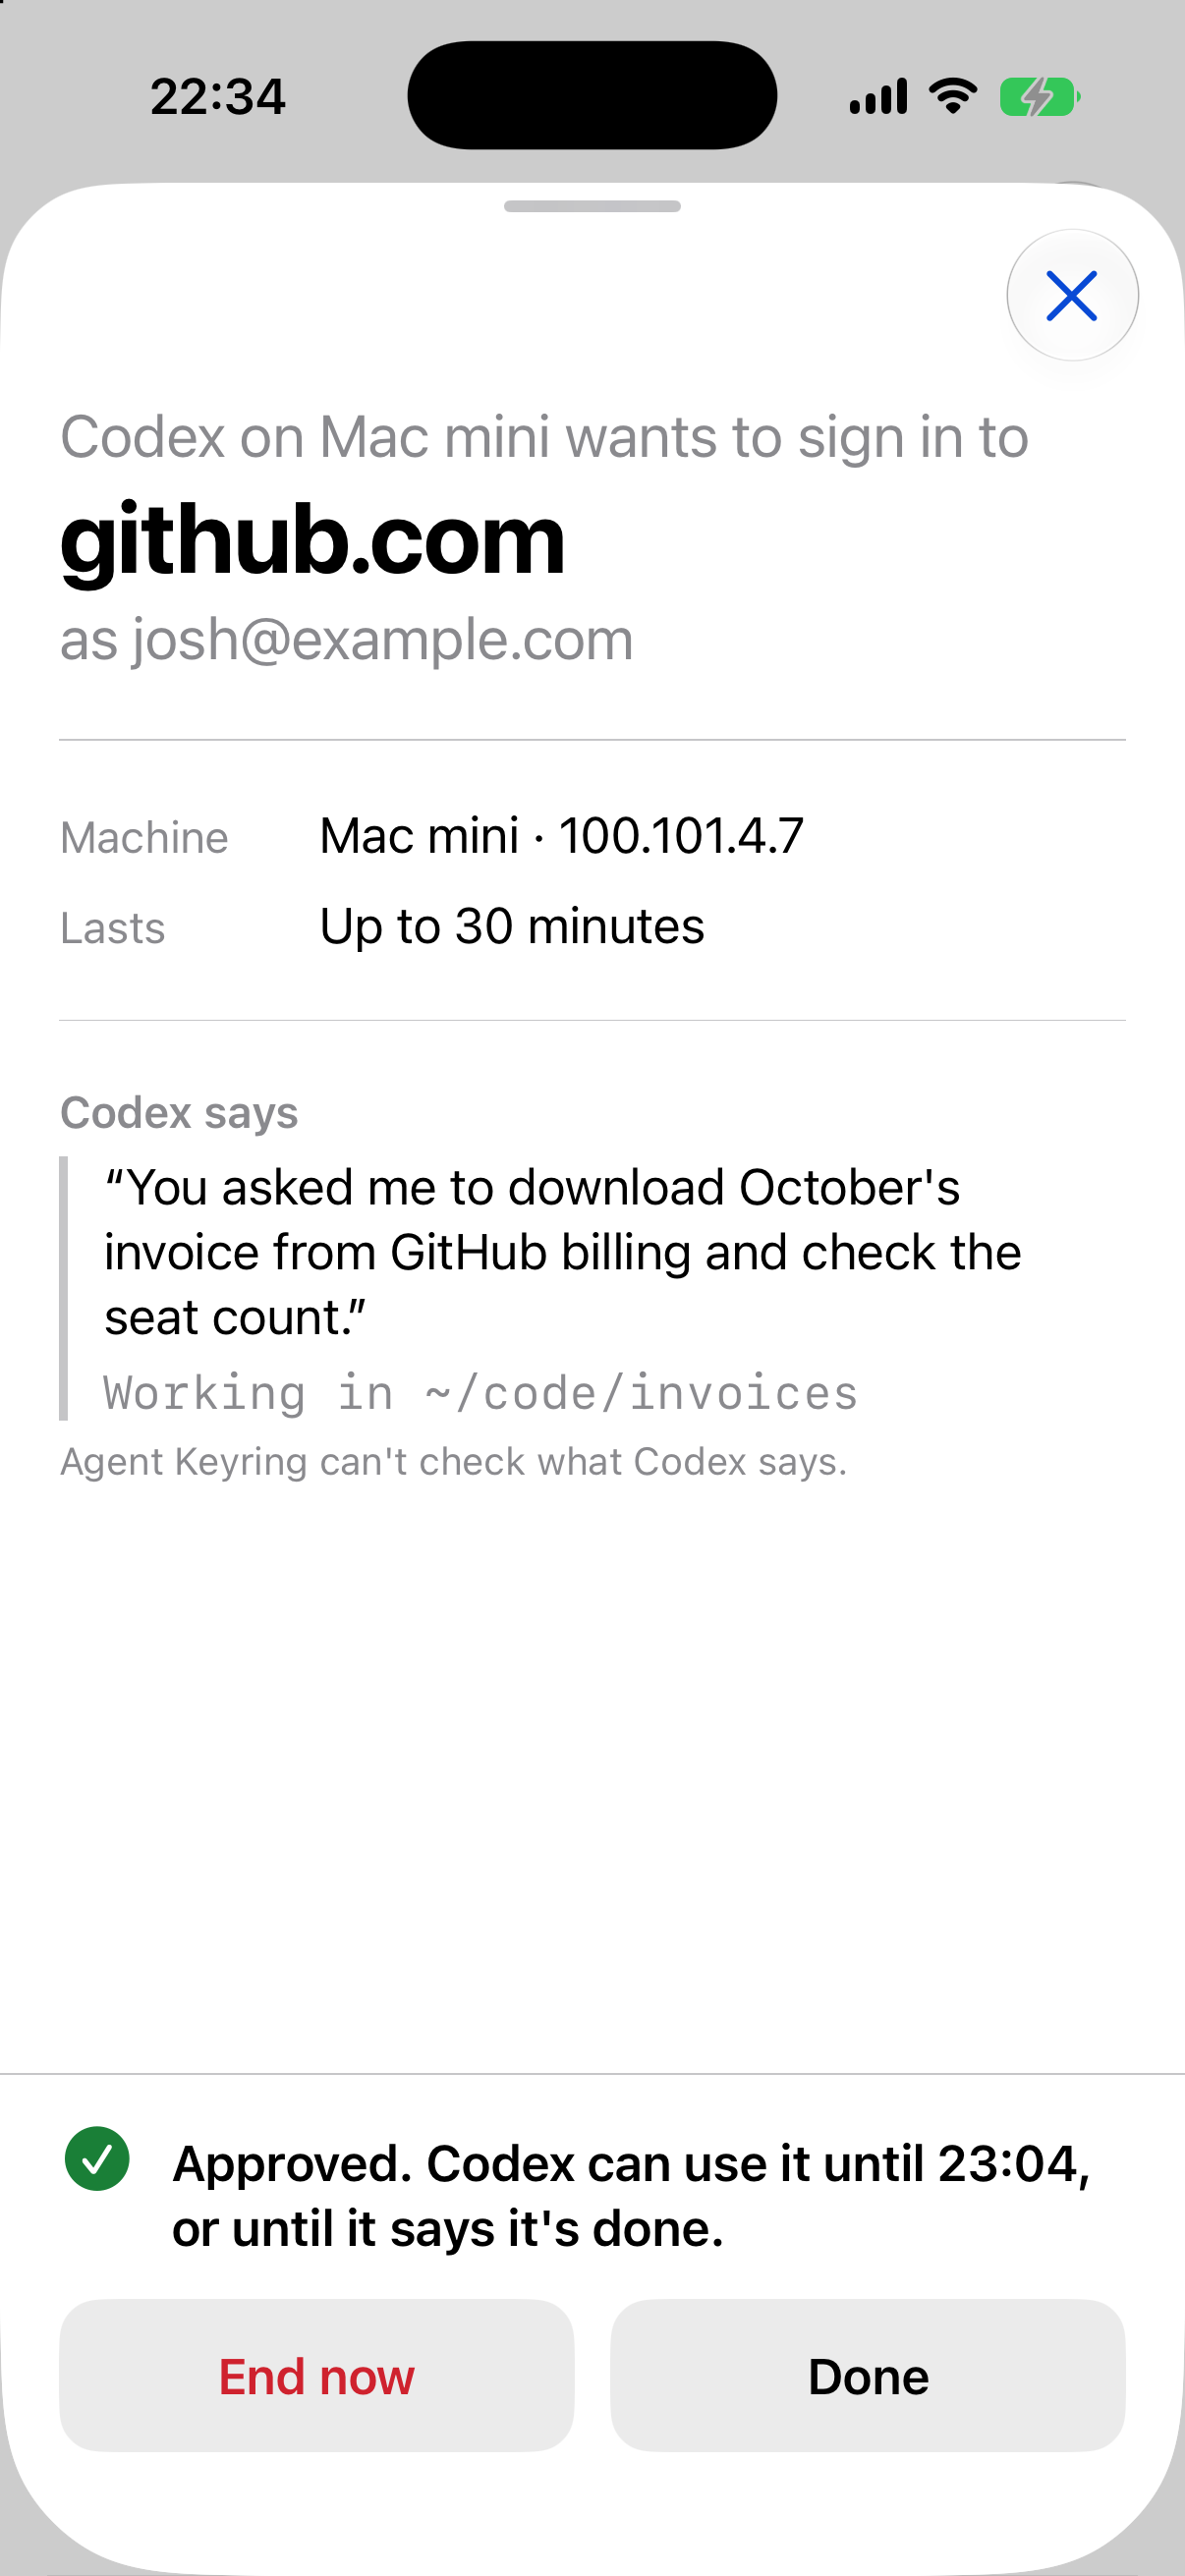 22:34
Codex on Mac mini wants to sign in to
github.com
as josh@example.com
Machine Mac mini · 100.101.4.7
Lasts Up to 30 minutes
Codex says
“You asked me to download October's
invoice from GitHub billing and check the
seat count.”
Working in ~/code/invoices
Agent Keyring can't check what Codex says.
Approved. Codex can use it until 23:04,
or until it says it's done.
End now Done